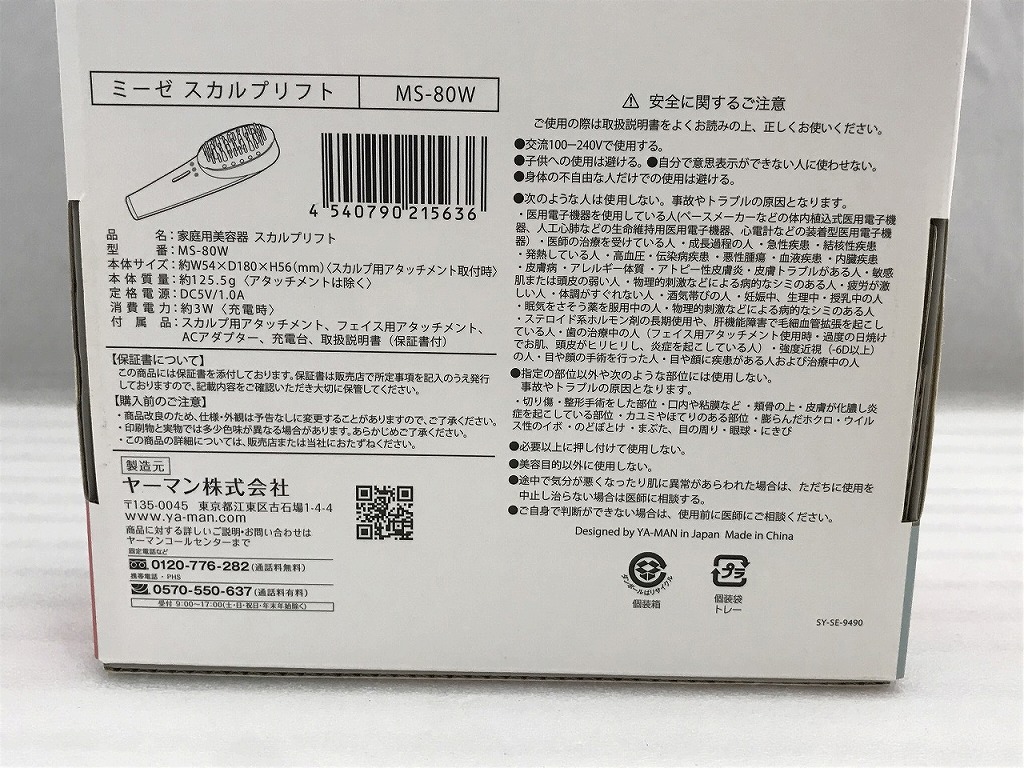 ミーゼ スカルプリフト MS-80W
4 540790 215636
品名：家庭用美容器 スカルプリフト
型番：MS-80W
本体サイズ：約W54×D180×H56(mm)〈スカルプ用アタッチメント取付時〉
本体質量：約125.5g〈アタッチメントは除く〉
定格電源：DC5V/1.0A
消費電力：約3W〈充電時〉
付属品：スカルプ用アタッチメント、フェイス用アタッチメント、
ACアダプター、充電台、取扱説明書（保証書付）
【保証書について】
この商品には保証書を添付しております。保証書は販売店で所定事項を記入のうえ発行
しておりますので、記載内容をご確認いただき大切に保管してください。
【購入前のご注意】
・商品改良のため、仕様・外観は予告なしに変更することがありますので、ご了承ください。
・印刷物と実物では多少色味が異なる場合があります。あらかじめご了承ください。
・この商品の詳細については、販売店または当社におたずねください。
製造元
ヤーマン株式会社
〒135-0045 東京都江東区古石場1-4-4
www.ya-man.com
商品に対する詳しいご説明・お問い合わせは
ヤーマンコールセンターまで
固定電話など
0120-776-282(通話料無料)
携帯電話・PHS
0570-550-637(通話料有料)
受付 9:00〜17:00(土・日・祝日・年末年始除く)
⚠ 安全に関するご注意
ご使用の際は取扱説明書をよくお読みの上、正しくお使いください。
●交流100−240Vで使用する。
●子供への使用は避ける。●自分で意思表示ができない人に使わせない。
●身体の不自由な人だけでの使用は避ける。
●次のような人は使用しない。事故やトラブルの原因となります。
・医用電子機器を使用している人(ペースメーカーなどの体内植込式医用電子機
器、人工心肺などの生命維持用医用電子機器、心電計などの装着型医用電子機
器)・医師の治療を受けている人・成長過程の人・急性疾患・結核性疾患
・発熱している人・高血圧・伝染病疾患・悪性腫瘍・血液疾患・内臓疾患
・皮膚病・アレルギー体質・アトピー性皮膚炎・皮膚トラブルがある人・敏感
肌または頭皮の弱い人・物理的刺激などによる病的なシミのある人・疲労が激
しい人・体調がすぐれない人・酒気帯びの人・妊娠中、生理中・授乳中の人
・眠気をさそう薬を服用中の人・物理的刺激などによる病的なシミのある人
・ステロイド系ホルモン剤の長期使用や、肝機能障害で毛細血管拡張を起こし
ている人・歯の治療中の人（フェイス用アタッチメント使用時・過度の日焼け
でお肌、頭皮がヒリヒリし、炎症を起こしている人）・強度近視（-6D以上）
の人・目や顔の手術を行った人・目や顔に疾患がある人および治療中の人
●指定の部位以外や次のような部位には使用しない。
事故やトラブルの原因となります。
・切り傷・整形手術をした部位・口内や粘膜など・頬骨の上・皮膚が化膿し炎
症を起こしている部位・カユミやほてりのある部位・膨らんだホクロ・ウイル
ス性のイボ・のどぼとけ・まぶた、目の周り・眼球・にきび
●必要以上に押し付けて使用しない。
●美容目的以外に使用しない。
●途中で気分が悪くなったり肌に異常があらわれた場合は、ただちに使用を
中止し治らない場合は医師に相談する。
●ご自身で判断ができない場合は、使用前に医師にご相談ください。
Designed by YA-MAN in Japan Made in China
ダンボールはリサイクル
個装箱
プラ
個装袋
トレー
SY-SE-9490